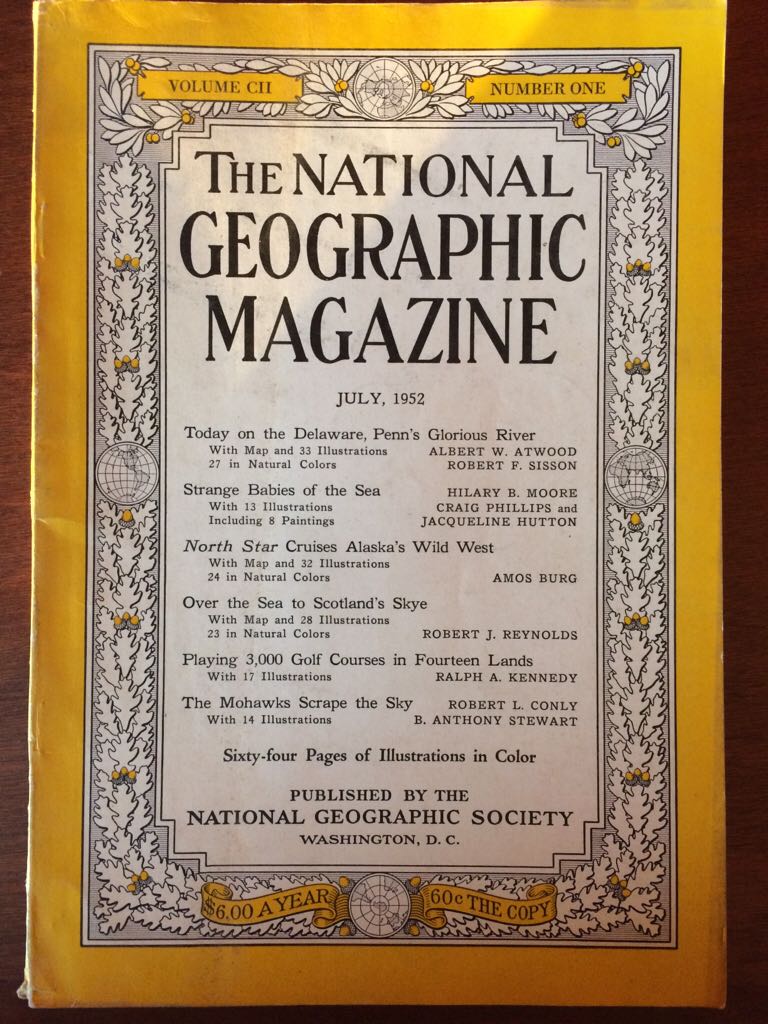 VOLUME CII NUMBER ONE
THE NATIONAL
GEOGRAPHIC
MAGAZINE
JULY, 1952
Today on the Delaware, Penn's Glorious River
With Map and 33 Illustrations ALBERT W. ATWOOD
27 in Natural Colors ROBERT F. SISSON
Strange Babies of the Sea HILARY B. MOORE
With 13 Illustrations CRAIG PHILLIPS and
Including 8 Paintings JACQUELINE HUTTON
North Star Cruises Alaska's Wild West
With Map and 32 Illustrations
24 in Natural Colors AMOS BURG
Over the Sea to Scotland's Skye
With Map and 28 Illustrations
23 in Natural Colors ROBERT J. REYNOLDS
Playing 3,000 Golf Courses in Fourteen Lands
With 17 Illustrations RALPH A. KENNEDY
The Mohawks Scrape the Sky ROBERT L. CONLY
With 14 Illustrations B. ANTHONY STEWART
Sixty-four Pages of Illustrations in Color
PUBLISHED BY THE
NATIONAL GEOGRAPHIC SOCIETY
WASHINGTON, D. C.
$6.00 A YEAR 60c THE COPY